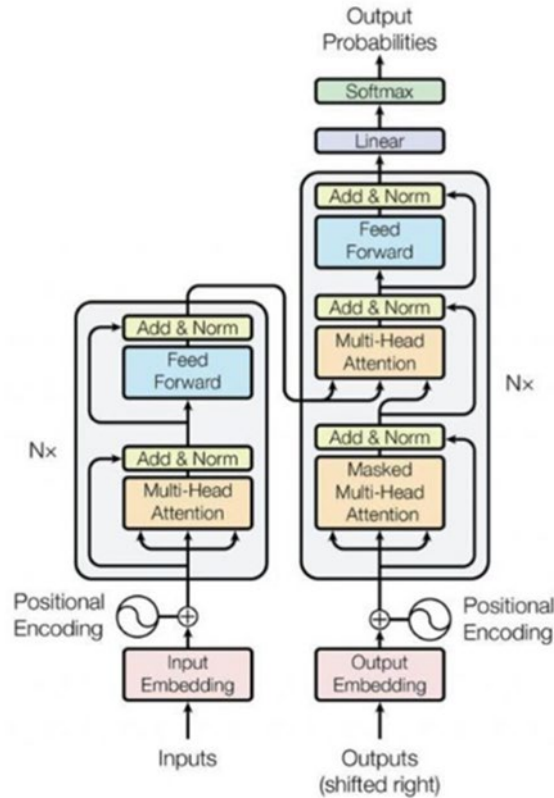 Output
Probabilities
Softmax
Linear
Add & Norm
Feed
Forward
Add & Norm
Multi-Head
Attention
Nx
Add & Norm
Masked
Multi-Head
Attention
Add & Norm
Feed
Forward
Nx
Add & Norm
Multi-Head
Attention
Positional
Encoding
Positional
Encoding
Input
Embedding
Output
Embedding
Inputs
Outputs
(shifted right)